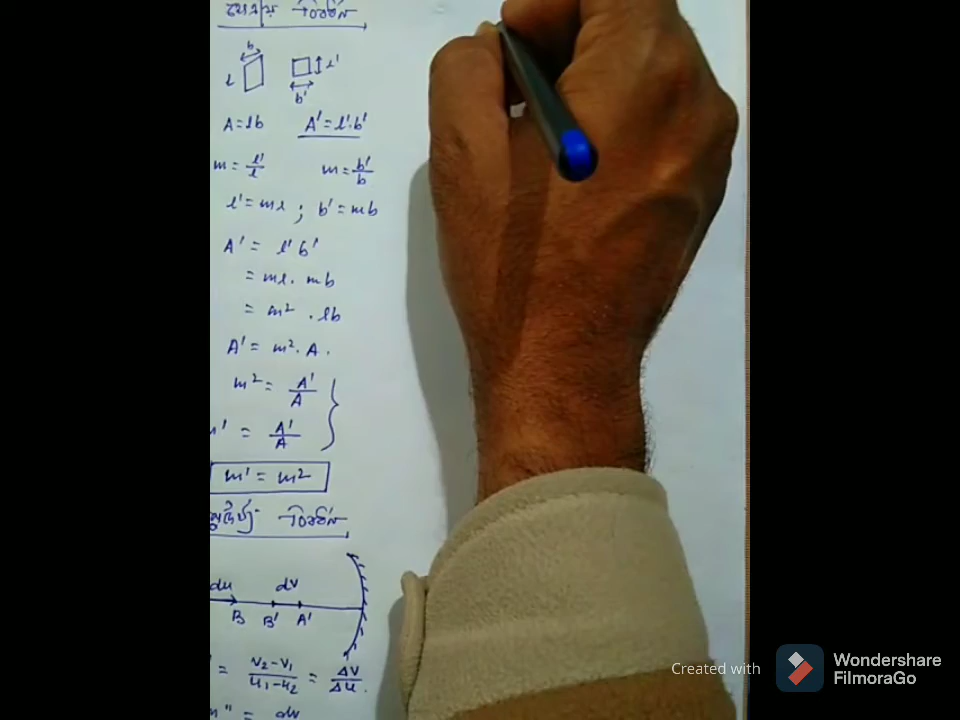 b
l l'
b'
A = lb A' = l'·b'
m = l'/l m = b'/b
l' = ml ; b' = mb
A' = l' b'
= ml. mb
= m² . lb
A' = m². A.
m² = A'/A
' = A'/A
m' = m²
du dv
B B' A'
= v₂-v₁/u₁-u₂ = Δv/Δu.
m" = dv
Created with Wondershare FilmoraGo